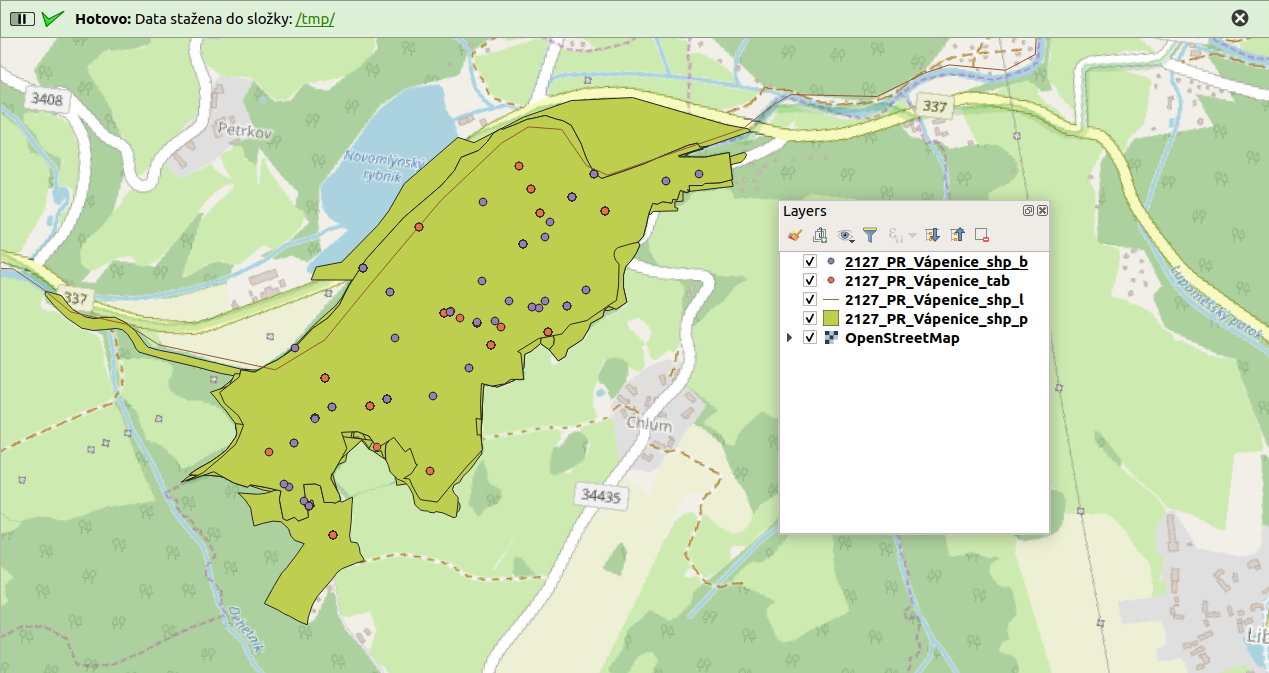 Hotovo: Data stažena do složky: /tmp/
3408
Petrkov
Novomlýnský
rybník
337
337
Layers
2127_PR_Vápenice_shp_b
2127_PR_Vápenice_tab
2127_PR_Vápenice_shp_l
2127_PR_Vápenice_shp_p
OpenStreetMap
Lupoměšský potok
Chlum
34435
Dehetník
Lib